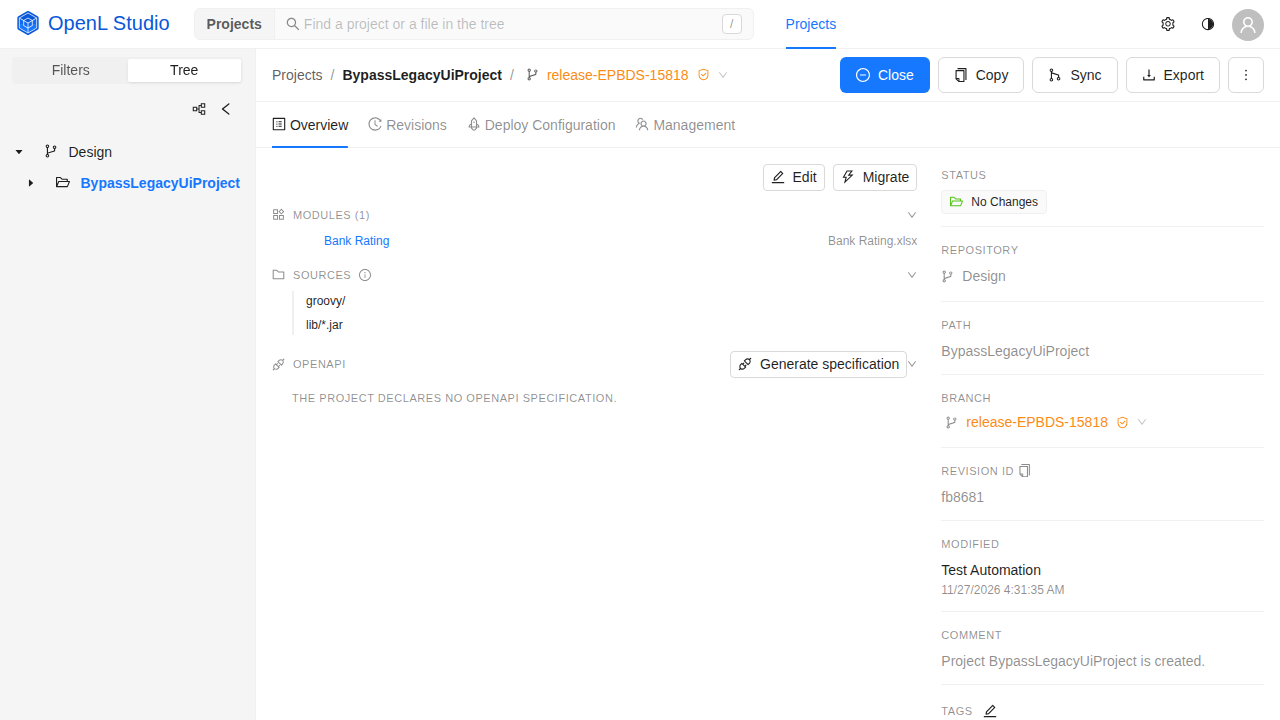 OpenL Studio
Projects
Find a project or a file in the tree
/
Projects
Filters
Tree
Design
BypassLegacyUiProject
Projects / BypassLegacyUiProject / release-EPBDS-15818
Close
Copy
Sync
Export
Overview
Revisions
Deploy Configuration
Management
Edit
Migrate
MODULES (1)
Bank Rating
Bank Rating.xlsx
SOURCES
groovy/
lib/*.jar
OPENAPI
Generate specification
THE PROJECT DECLARES NO OPENAPI SPECIFICATION.
STATUS
No Changes
REPOSITORY
Design
PATH
BypassLegacyUiProject
BRANCH
release-EPBDS-15818
REVISION ID
fb8681
MODIFIED
Test Automation
11/27/2026 4:31:35 AM
COMMENT
Project BypassLegacyUiProject is created.
TAGS